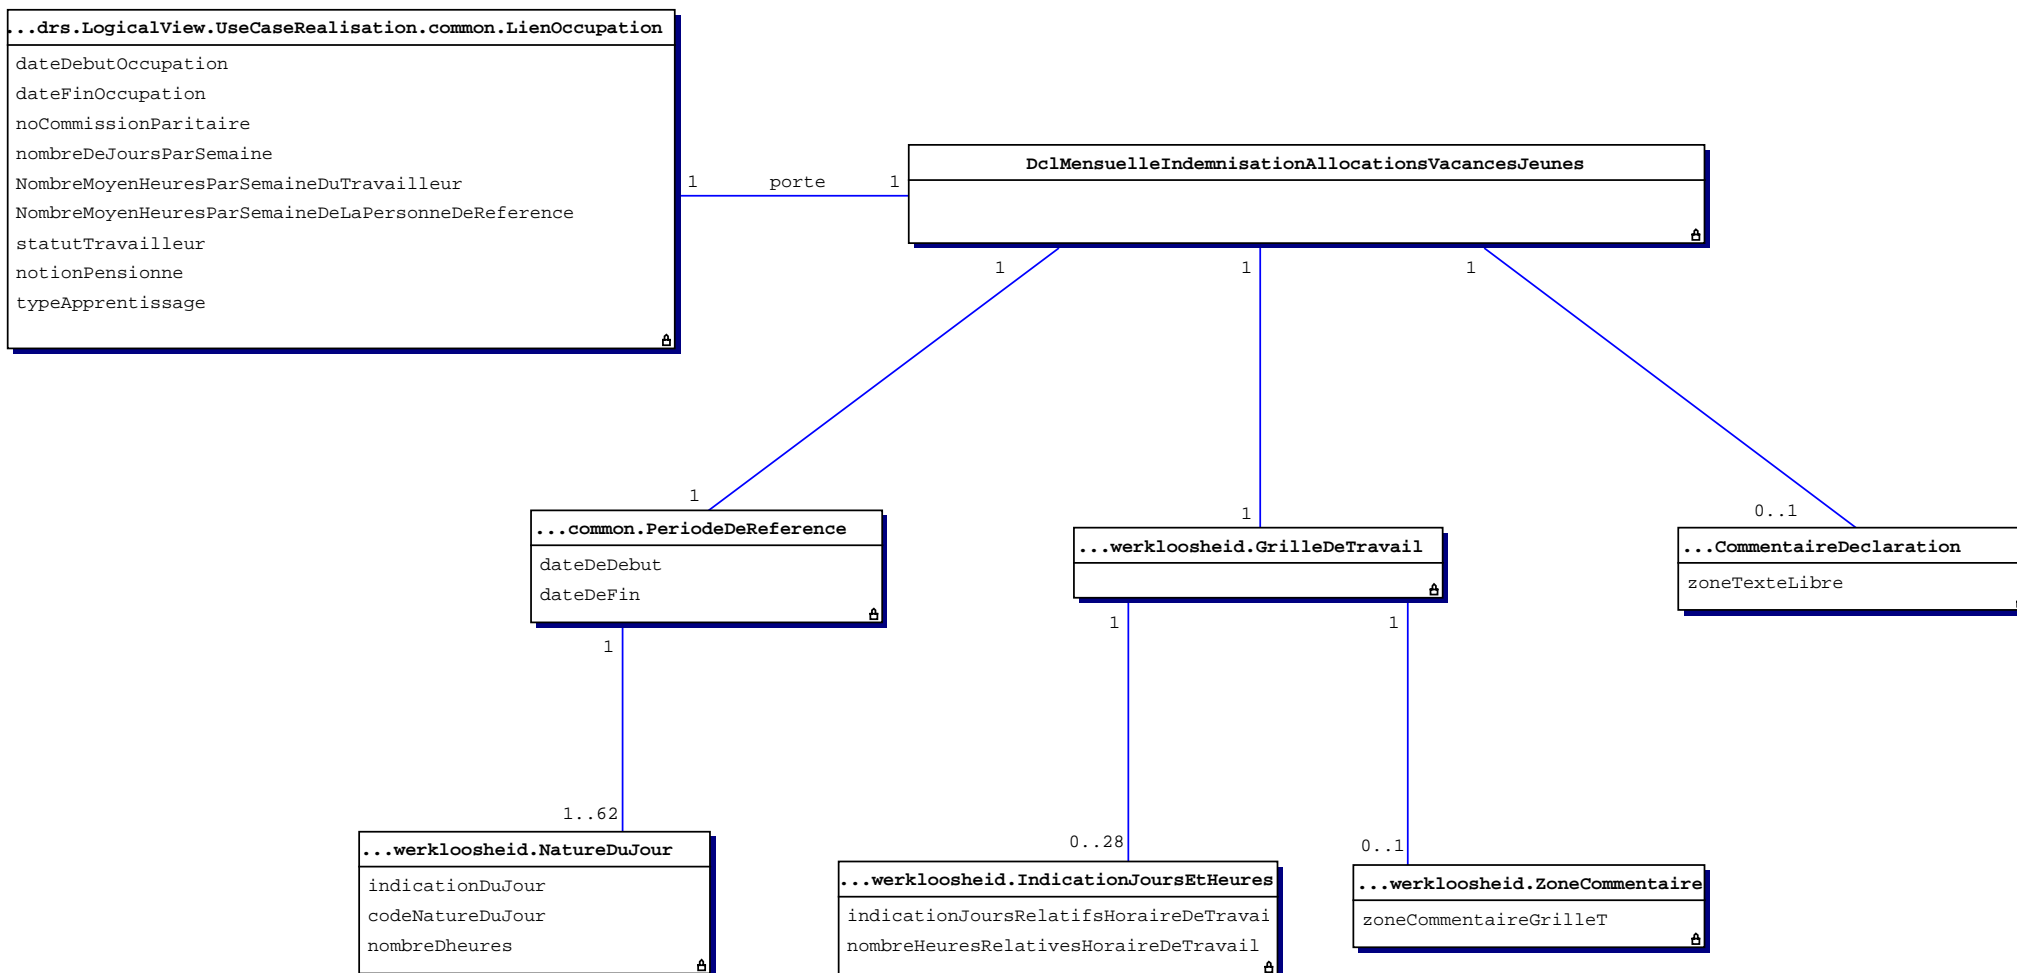 ...drs.LogicalView.UseCaseRealisation.common.LienOccupation
dateDebutOccupation
dateFinOccupation
noCommissionParitaire
nombreDeJoursParSemaine
NombreMoyenHeuresParSemaineDuTravailleur
NombreMoyenHeuresParSemaineDeLaPersonneDeReference
statutTravailleur
notionPensionne
typeApprentissage
1 porte 1
DclMensuelleIndemnisationAllocationsVacancesJeunes
1 1 1
1 1 0..1
...common.PeriodeDeReference
dateDeDebut
dateDeFin
...werkloosheid.GrilleDeTravail
...CommentaireDeclaration
zoneTexteLibre
1 1 1
1..62 0..28 0..1
...werkloosheid.NatureDuJour
indicationDuJour
codeNatureDuJour
nombreDheures
...werkloosheid.IndicationJoursEtHeures
indicationJoursRelatifsHoraireDeTravai
nombreHeuresRelativesHoraireDeTravail
...werkloosheid.ZoneCommentaire
zoneCommentaireGrilleT